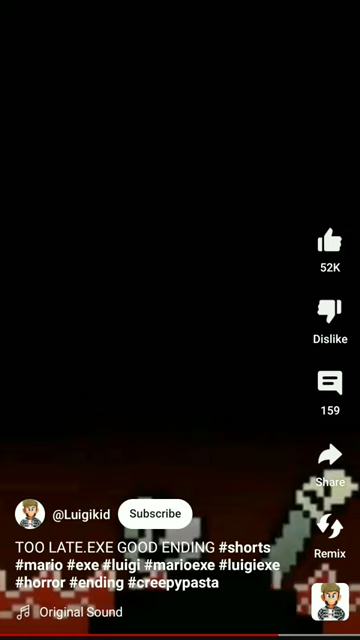 52K
Dislike
159
Share
Remix
@Luigikid
Subscribe
TOO LATE.EXE GOOD ENDING #shorts
#mario #exe #luigi #marioexe #luigiexe
#horror #ending #creepypasta
Original Sound